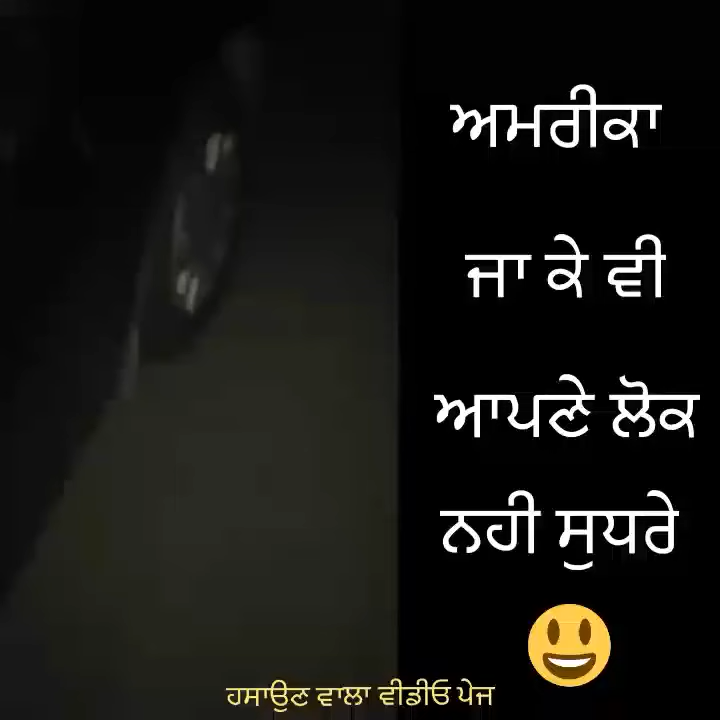 ਅਮਰੀਕਾ
ਜਾ ਕੇ ਵੀ
ਆਪਣੇ ਲੋਕ
ਨਹੀ ਸੁਧਰੇ
ਹਸਾਉਣ ਵਾਲਾ ਵੀਡੀਓ ਪੇਜ